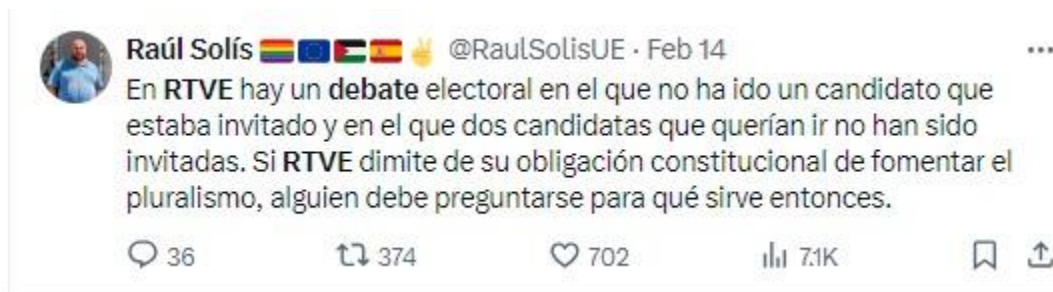 Raúl Solís 🏳️‍🌈🇪🇺🇵🇸🇪🇸✌️ @RaulSolisUE · Feb 14
En RTVE hay un debate electoral en el que no ha ido un candidato que
estaba invitado y en el que dos candidatas que querían ir no han sido
invitadas. Si RTVE dimite de su obligación constitucional de fomentar el
pluralismo, alguien debe preguntarse para qué sirve entonces.
36 374 702 7.1K